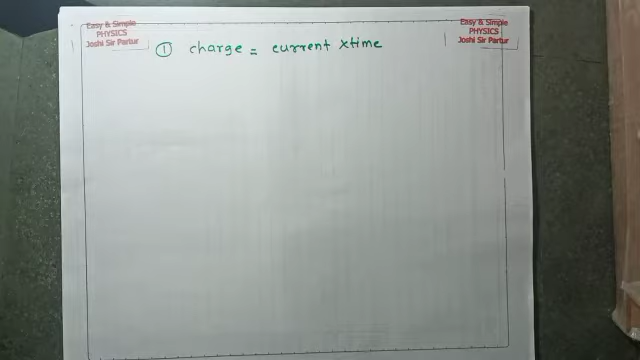 Easy & Simple
PHYSICS
Joshi Sir Partur
① charge = current xtime
Easy & Simple
PHYSICS
Joshi Sir Partur